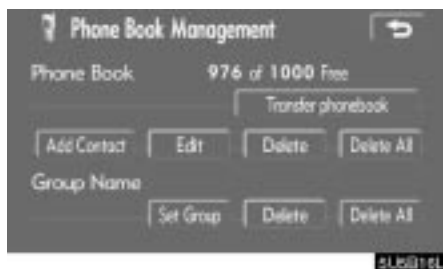 Phone Book Management
Phone Book 976 of 1000 Free
Transfer phonebook
Add Contact Edit Delete Delete All
Group Name
Set Group Delete Delete All